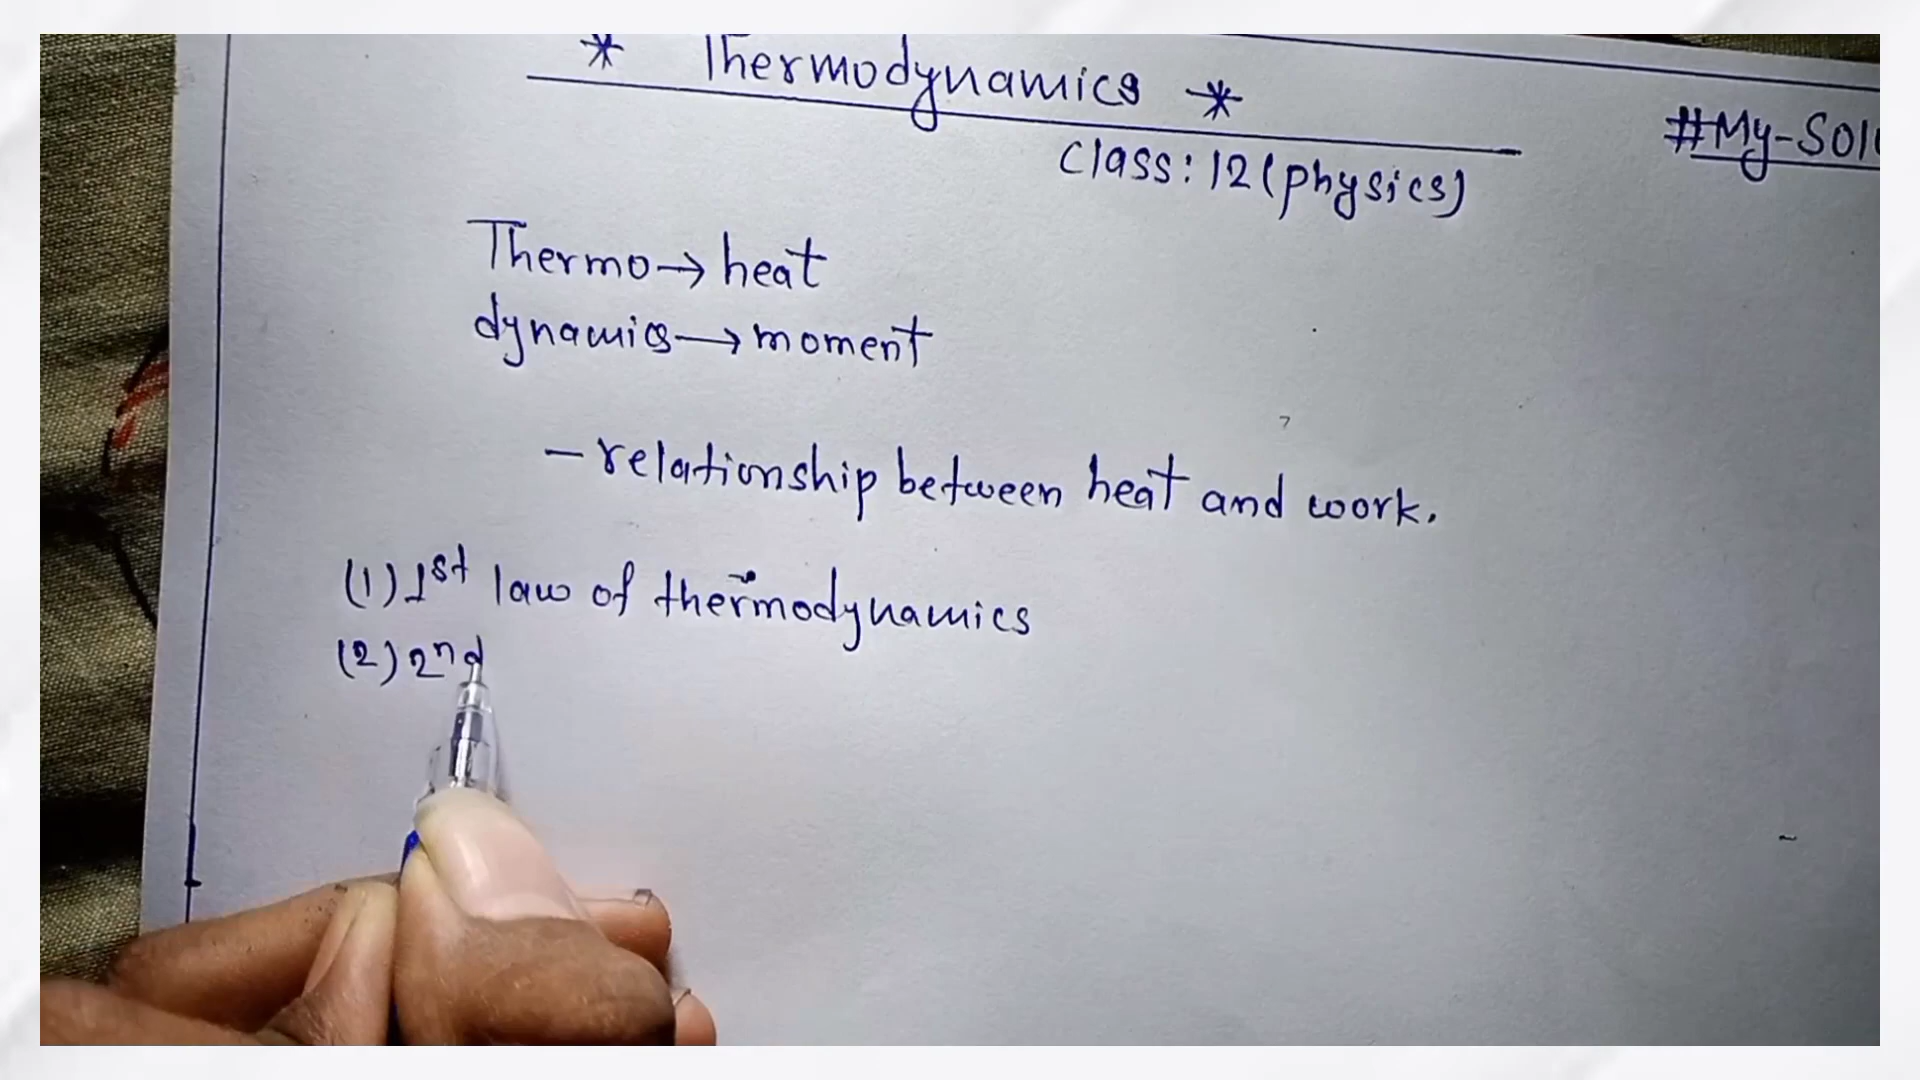 * Thermodynamics *
#My-Solu
Class: 12 (physics)
Thermo → heat
dynamics → moment
- relationship between heat and work.
(1) 1st law of thermodynamics
(2) 2nd